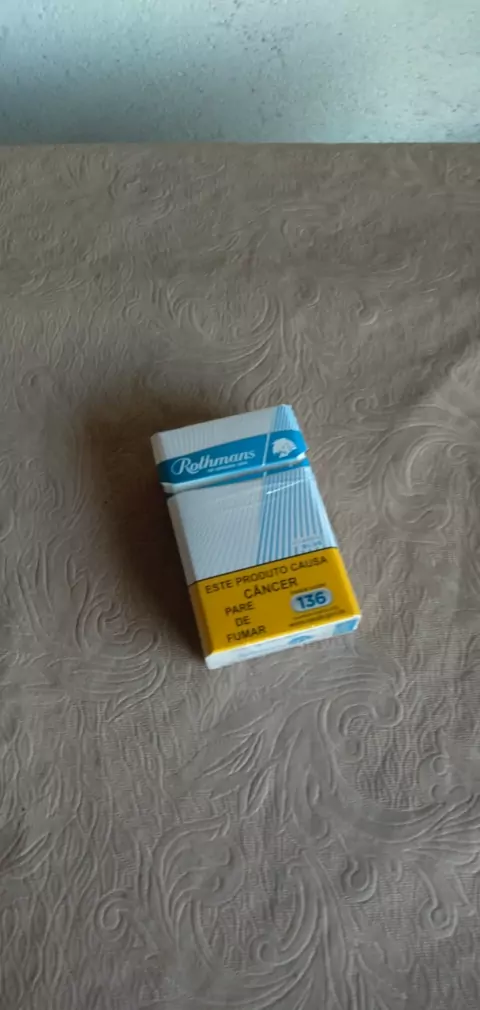 Rothmans
ESTE PRODUTO CAUSA
CÂNCER
PARE
DE
FUMAR
136